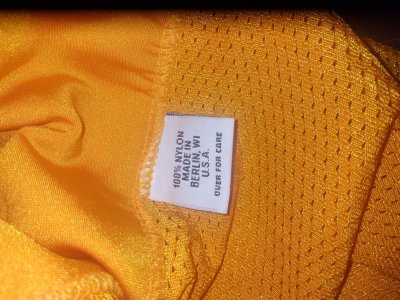 100% NYLON
MADE IN
BERLIN, WI
U.S.A.
OVER FOR CARE